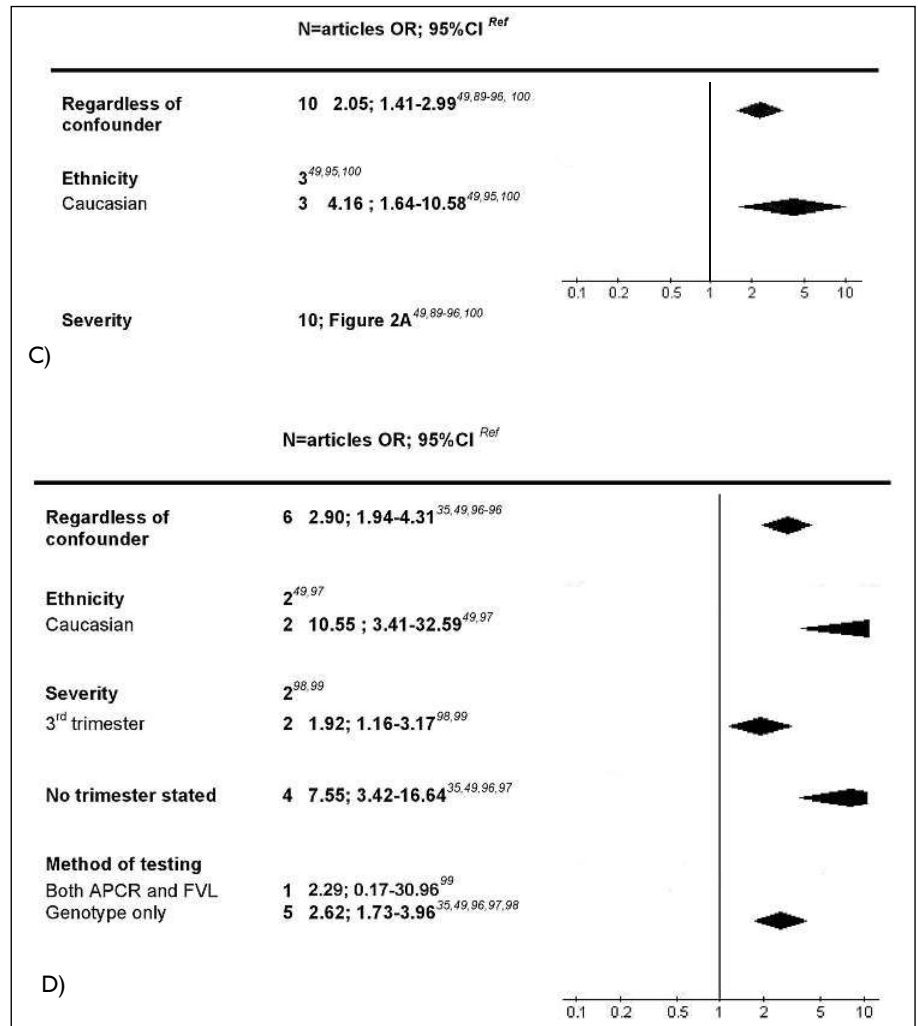 N=articles OR; 95%CI Ref
Regardless of confounder 10 2.05; 1.41-2.99 49,89-96, 100
Ethnicity 3 49,95,100
Caucasian 3 4.16 ; 1.64-10.58 49,95,100
0.1 0.2 0.5 1 2 5 10
Severity 10; Figure 2A 49,89-96,100
C)
N=articles OR; 95%CI Ref
Regardless of confounder 6 2.90; 1.94-4.31 35,49,96-96
Ethnicity 2 49,97
Caucasian 2 10.55 ; 3.41-32.59 49,97
Severity 2 98,99
3rd trimester 2 1.92; 1.16-3.17 98,99
No trimester stated 4 7.55; 3.42-16.64 35,49,96,97
Method of testing
Both APCR and FVL 1 2.29; 0.17-30.96 99
Genotype only 5 2.62; 1.73-3.96 35,49,96,97,98
D)
0.1 0.2 0.5 1 2 5 10